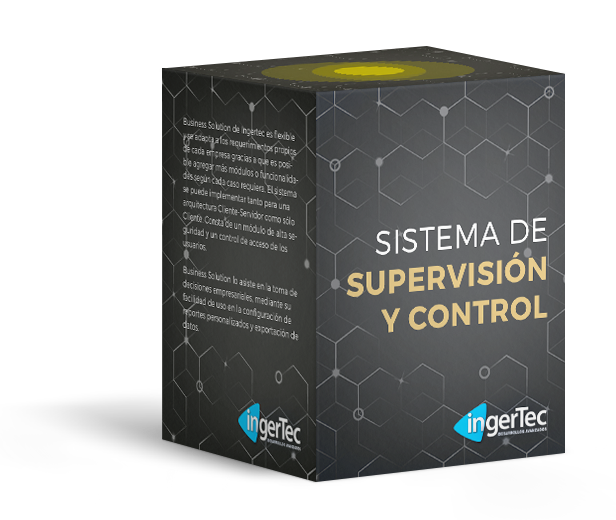 Business Solution de Ingertec es flexible
y se adapta a los requerimientos propios
de cada empresa gracias a que es posi-
ble agregar más módulos o funcionalida-
des según cada caso requiera. El sistema
se puede implementar tanto para una
arquitectura Cliente-Servidor como sólo
Cliente. Consta de un módulo de alta se-
guridad y un control de acceso de los
usuarios.
Business Solution lo asiste en la toma de
decisiones empresariales, mediante su
facilidad de uso en la configuración de
reportes personalizados y exportación de
datos.
ingerTec
DESARROLLOS AVANZADOS
SISTEMA DE
SUPERVISIÓN
Y CONTROL
ingerTec
DESARROLLOS AVANZADOS